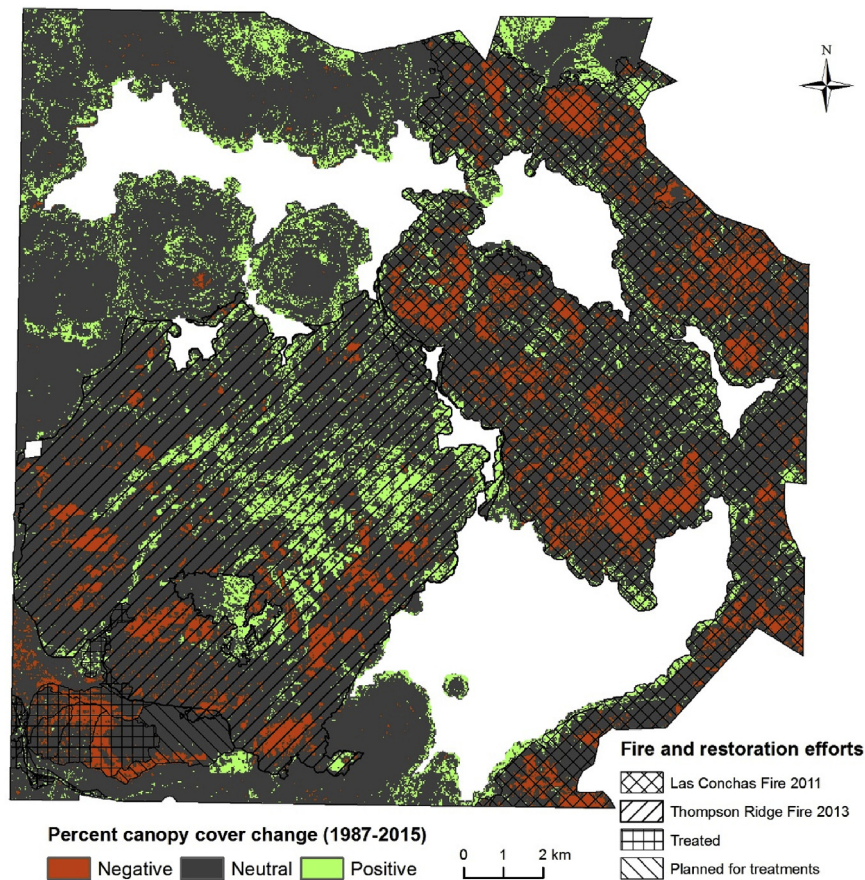 N
Fire and restoration efforts
Las Conchas Fire 2011
Thompson Ridge Fire 2013
Treated
Planned for treatments
Percent canopy cover change (1987-2015)
Negative Neutral Positive
0 1 2 km